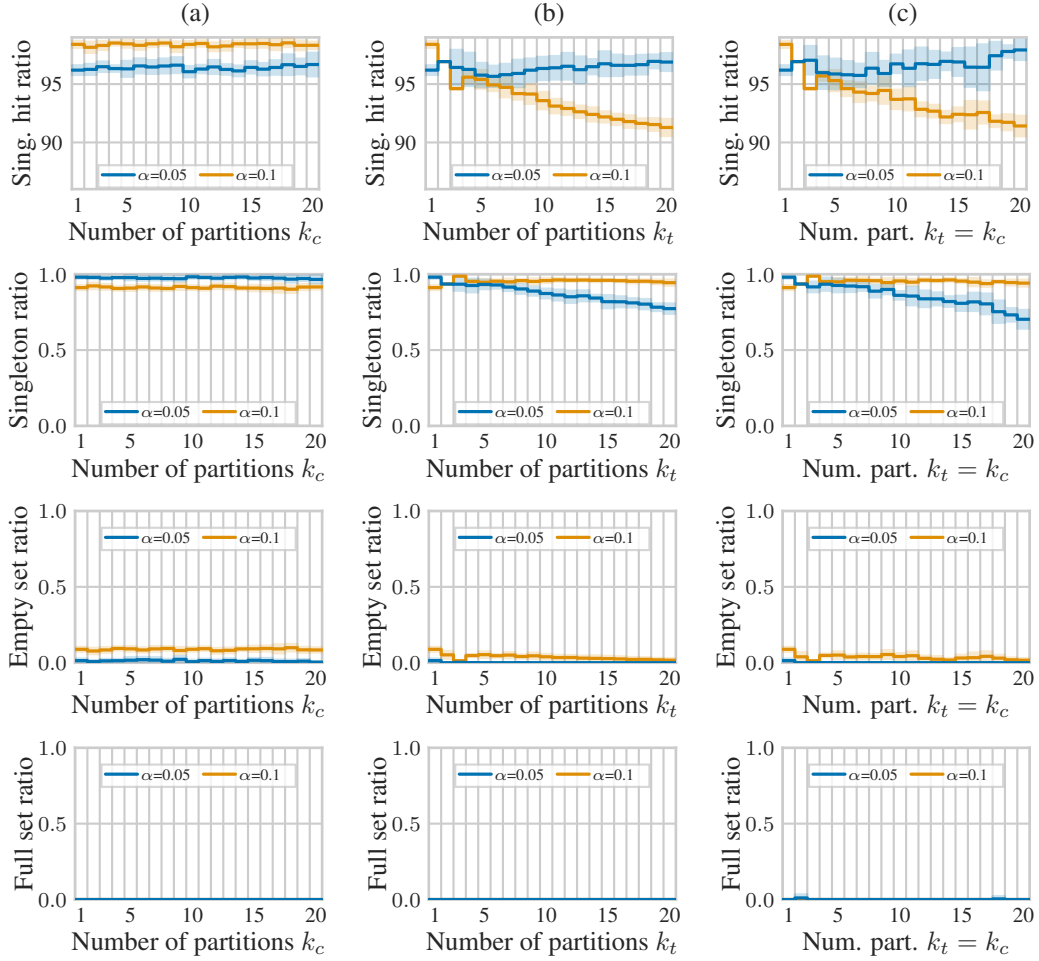 (a) (b) (c)
Sing. hit ratio
95
90
α=0.05 α=0.1
1 5 10 15 20
Number of partitions k_c
Sing. hit ratio
95
90
α=0.05 α=0.1
1 5 10 15 20
Number of partitions k_t
Sing. hit ratio
95
90
α=0.05 α=0.1
1 5 10 15 20
Num. part. k_t = k_c
Singleton ratio
1.0
0.5
0.0
α=0.05 α=0.1
1 5 10 15 20
Number of partitions k_c
Singleton ratio
1.0
0.5
0.0
α=0.05 α=0.1
1 5 10 15 20
Number of partitions k_t
Singleton ratio
1.0
0.5
0.0
α=0.05 α=0.1
1 5 10 15 20
Num. part. k_t = k_c
Empty set ratio
1.0
0.5
0.0
α=0.05 α=0.1
1 5 10 15 20
Number of partitions k_c
Empty set ratio
1.0
0.5
0.0
α=0.05 α=0.1
1 5 10 15 20
Number of partitions k_t
Empty set ratio
1.0
0.5
0.0
α=0.05 α=0.1
1 5 10 15 20
Num. part. k_t = k_c
Full set ratio
1.0
0.5
0.0
α=0.05 α=0.1
1 5 10 15 20
Number of partitions k_c
Full set ratio
1.0
0.5
0.0
α=0.05 α=0.1
1 5 10 15 20
Number of partitions k_t
Full set ratio
1.0
0.5
0.0
α=0.05 α=0.1
1 5 10 15 20
Num. part. k_t = k_c